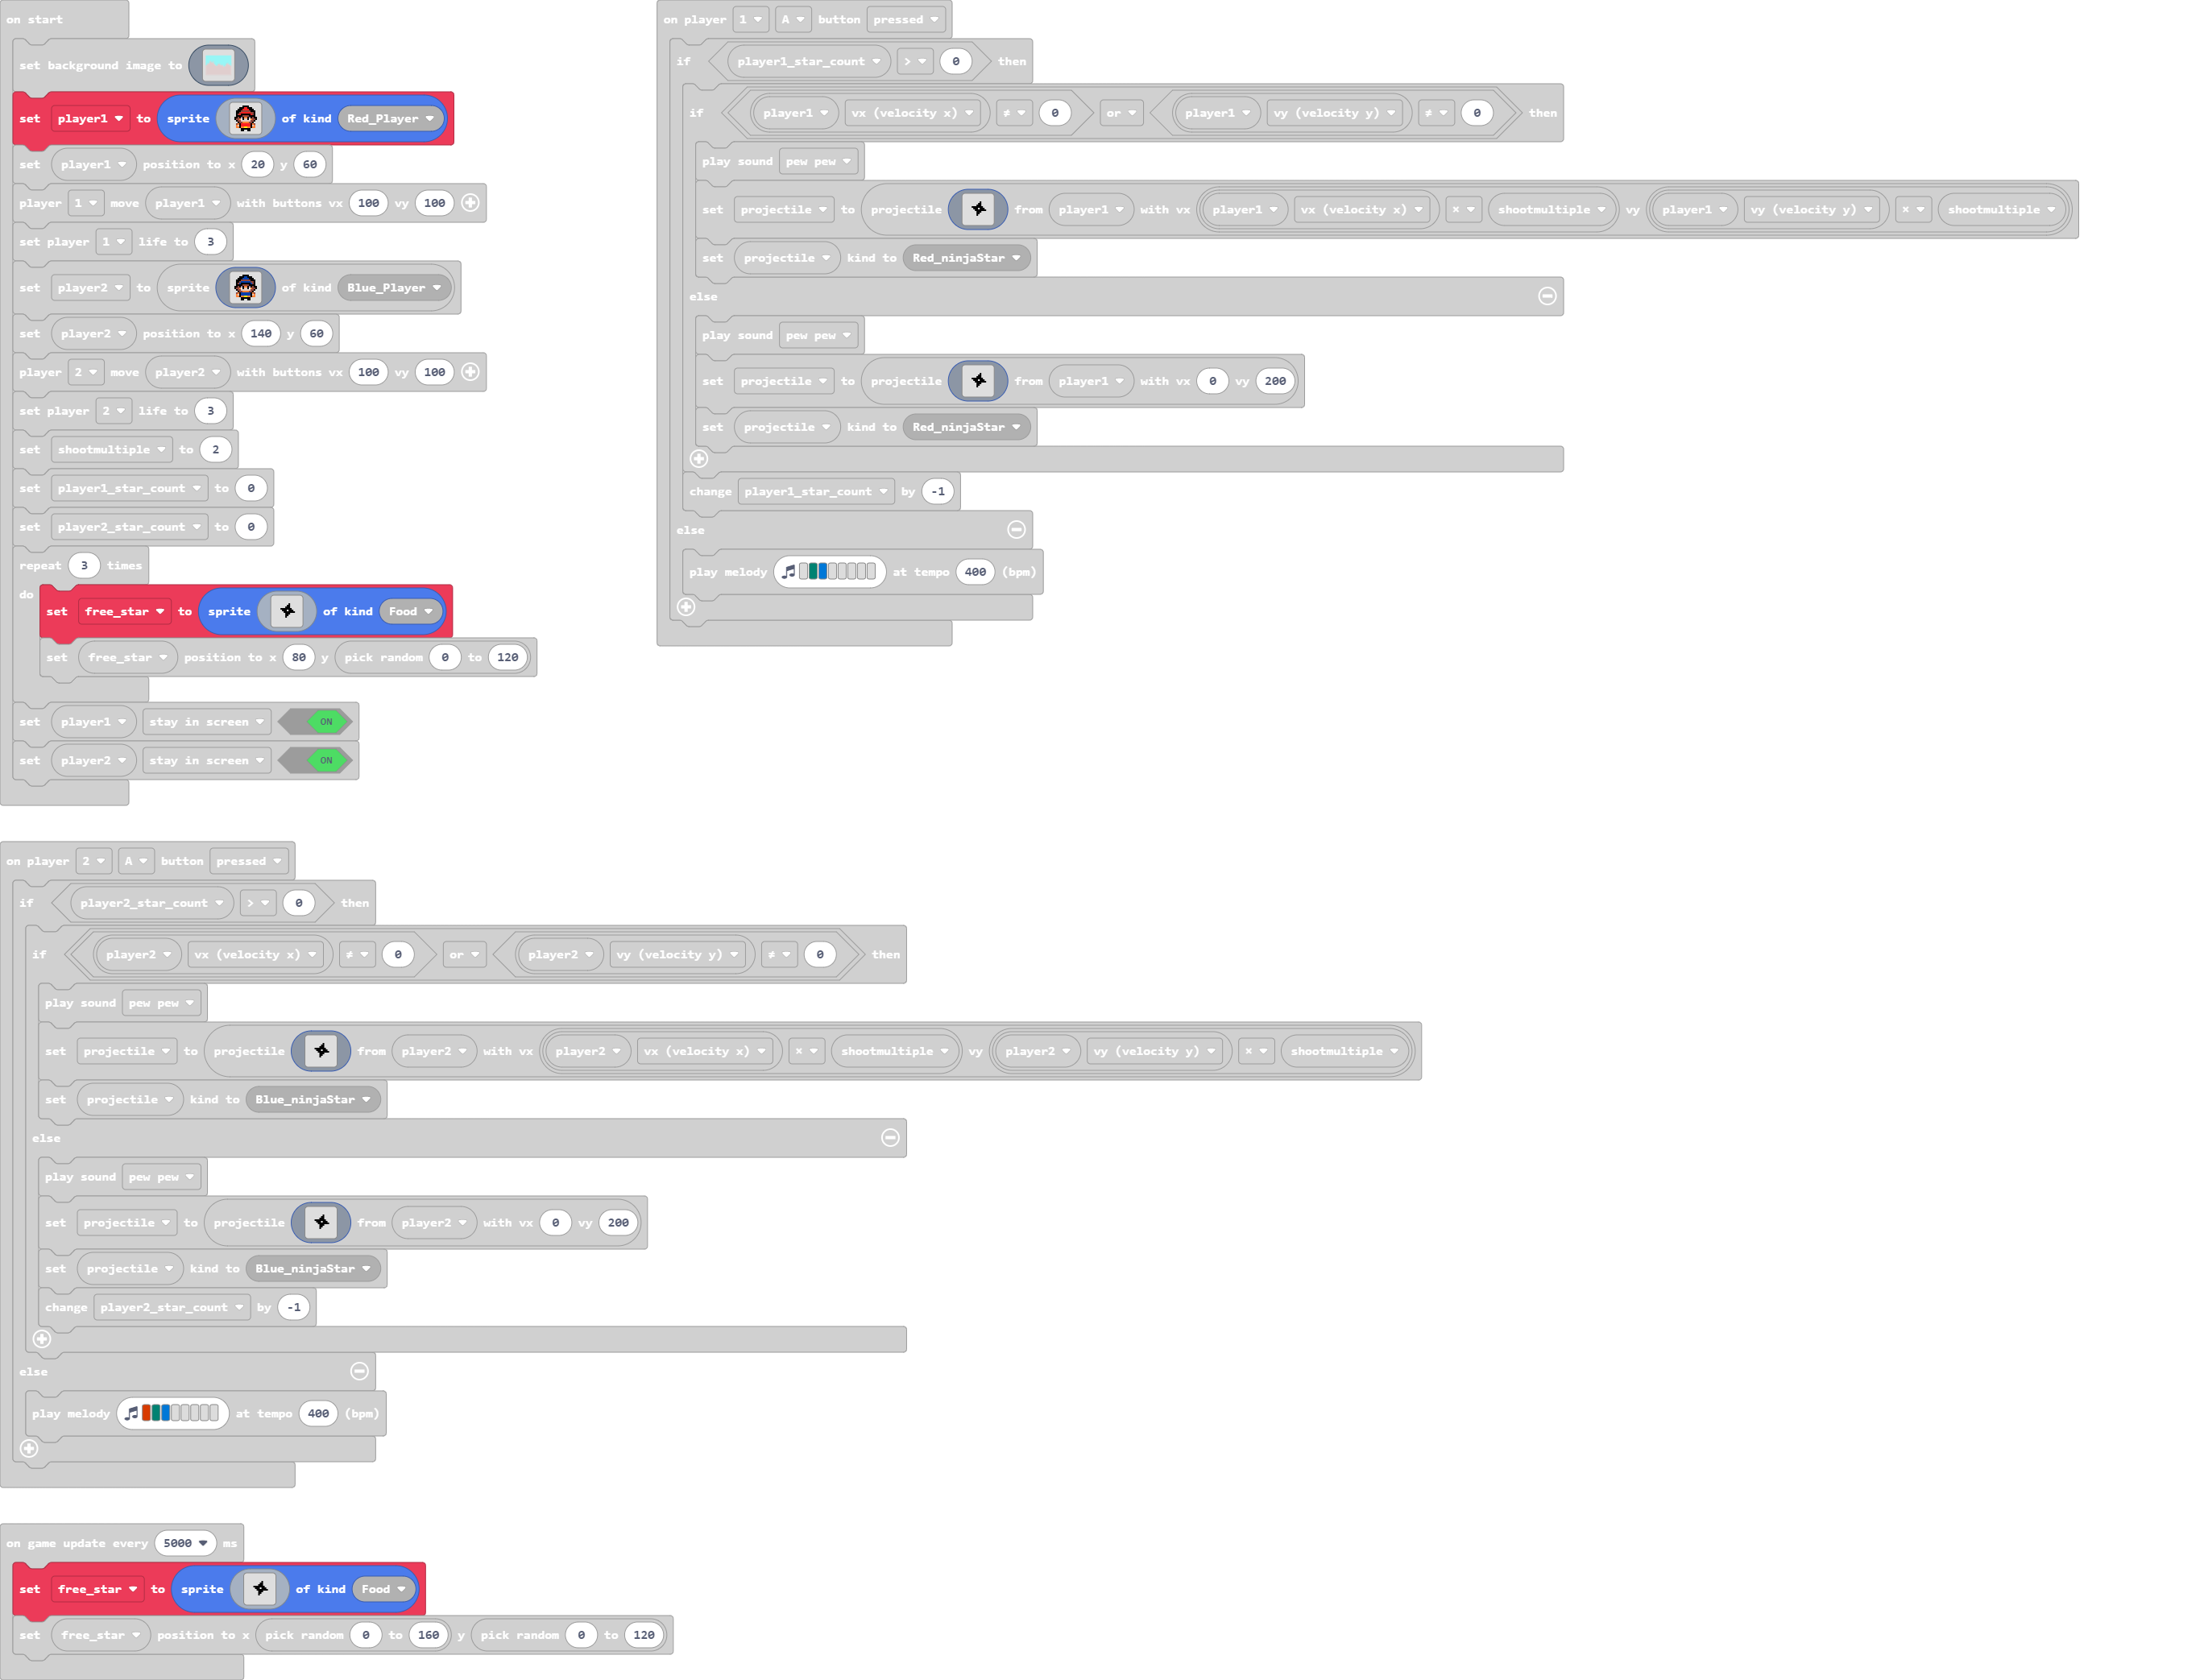 on start
set background image to
set player1 to sprite of kind Red_Player
set player1 position to x 20 y 60
player 1 move player1 with buttons vx 100 vy 100
set player 1 life to 3
set player2 to sprite of kind Blue_Player
set player2 position to x 140 y 60
player 2 move player2 with buttons vx 100 vy 100
set player 2 life to 3
set shootmultiple to 2
set player1_star_count to 0
set player2_star_count to 0
repeat 3 times
do
set free_star to sprite of kind Food
set free_star position to x 80 y pick random 0 to 120
set player1 stay in screen ON
set player2 stay in screen ON
on player 1 A button pressed
if player1_star_count > 0 then
if player1 vx (velocity x) ≠ 0 or player1 vy (velocity y) ≠ 0 then
play sound pew pew
set projectile to projectile from player1 with vx player1 vx (velocity x) × shootmultiple vy player1 vy (velocity y) × shootmultiple
set projectile kind to Red_ninjaStar
else
play sound pew pew
set projectile to projectile from player1 with vx 0 vy 200
set projectile kind to Red_ninjaStar
change player1_star_count by -1
else
play melody at tempo 400 (bpm)
on player 2 A button pressed
if player2_star_count > 0 then
if player2 vx (velocity x) ≠ 0 or player2 vy (velocity y) ≠ 0 then
play sound pew pew
set projectile to projectile from player2 with vx player2 vx (velocity x) × shootmultiple vy player2 vy (velocity y) × shootmultiple
set projectile kind to Blue_ninjaStar
else
play sound pew pew
set projectile to projectile from player2 with vx 0 vy 200
set projectile kind to Blue_ninjaStar
change player2_star_count by -1
else
play melody at tempo 400 (bpm)
on game update every 5000 ms
set free_star to sprite of kind Food
set free_star position to x pick random 0 to 160 y pick random 0 to 120